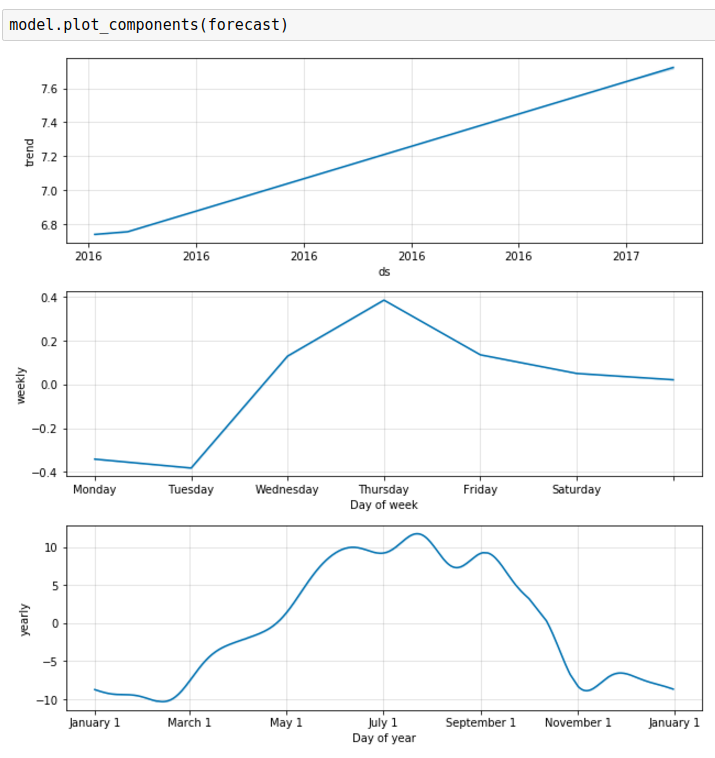 model.plot_components(forecast)
7.6
7.4
7.2
7.0
6.8
trend
2016 2016 2016 2016 2016 2017
ds
0.4
0.2
0.0
−0.2
−0.4
weekly
Monday Tuesday Wednesday Thursday Friday Saturday
Day of week
10
5
0
−5
−10
yearly
January 1 March 1 May 1 July 1 September 1 November 1 January 1
Day of year